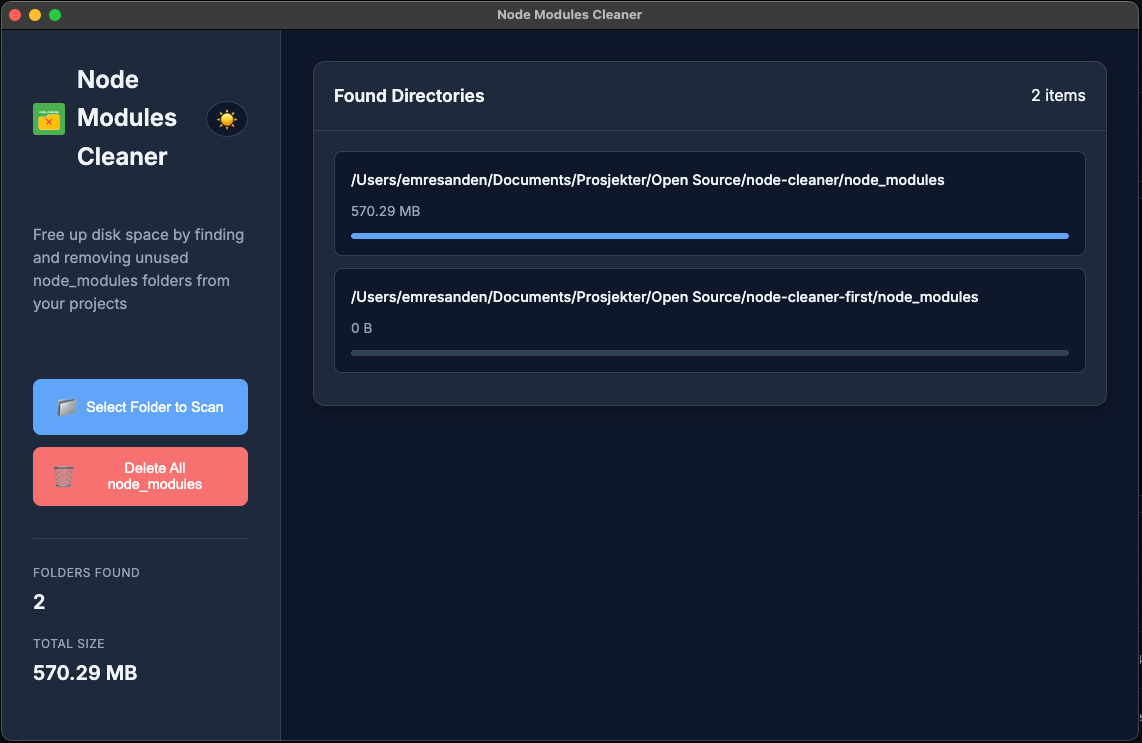 Node Modules Cleaner
Node
Modules
Cleaner
Free up disk space by finding
and removing unused
node_modules folders from
your projects
Select Folder to Scan
Delete All
node_modules
FOLDERS FOUND
2
TOTAL SIZE
570.29 MB
Found Directories
2 items
/Users/emresanden/Documents/Prosjekter/Open Source/node-cleaner/node_modules
570.29 MB
/Users/emresanden/Documents/Prosjekter/Open Source/node-cleaner-first/node_modules
0 B